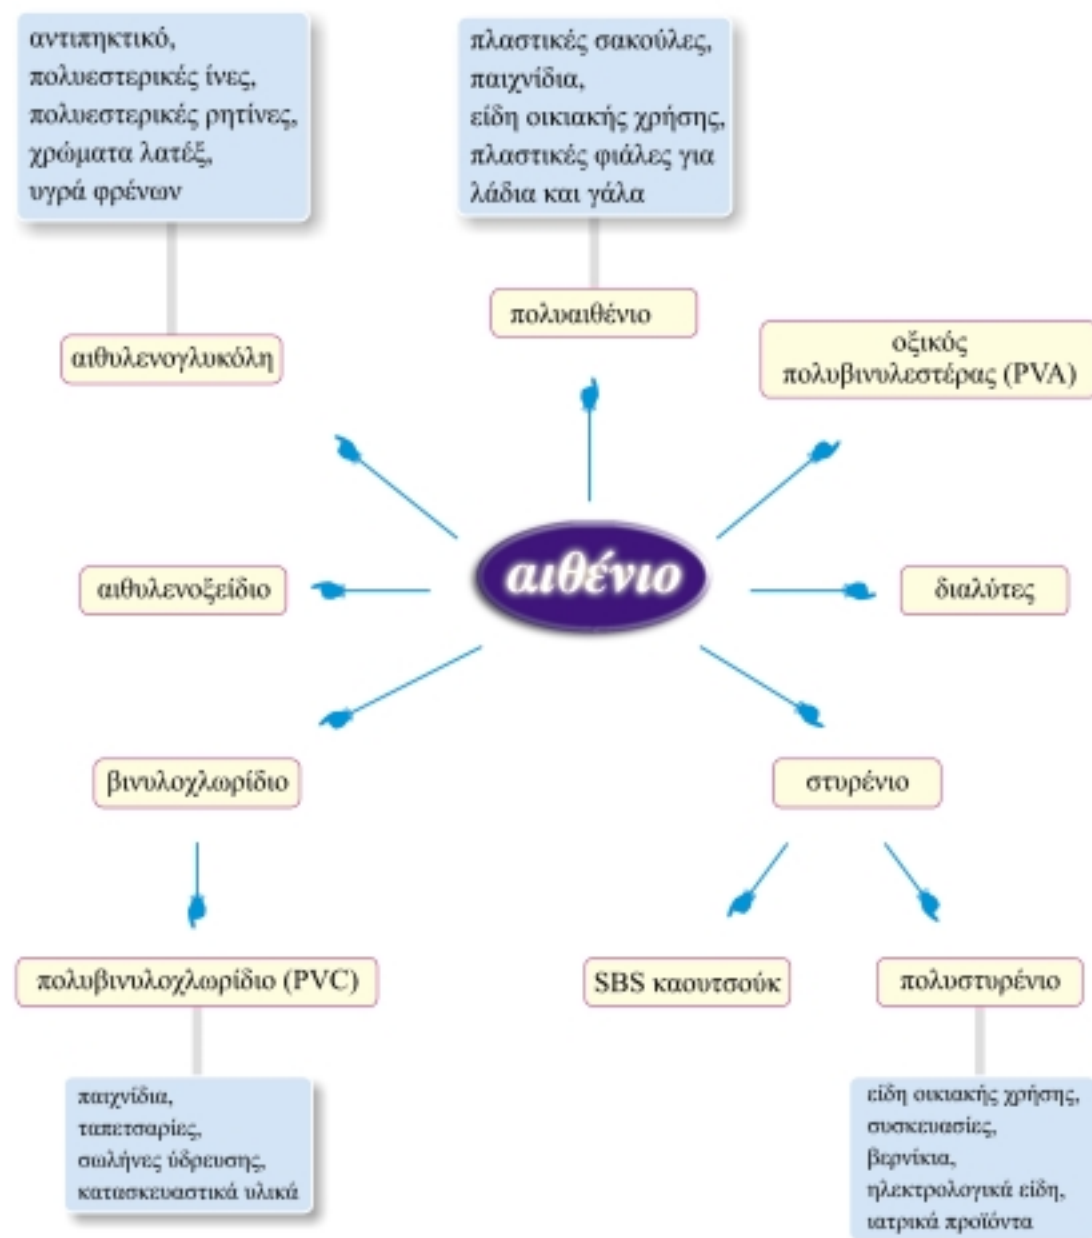 αντιπηκτικό,
πολυεστερικές ίνες,
πολυεστερικές ρητίνες,
χρώματα λατέξ,
υγρά φρένων
πλαστικές σακούλες,
παιχνίδια,
είδη οικιακής χρήσης,
πλαστικές φιάλες για
λάδια και γάλα
αιθυλενογλυκόλη
πολυαιθένιο
οξικός
πολυβινυλεστέρας (PVA)
αιθένιο
αιθυλενοξείδιο
διαλύτες
βινυλοχλωρίδιο
στυρένιο
πολυβινυλοχλωρίδιο (PVC)
SBS καουτσούκ
πολυστυρένιο
παιχνίδια,
ταπετσαρίες,
σωλήνες ύδρευσης,
κατασκευαστικά υλικά
είδη οικιακής χρήσης,
συσκευασίες,
βερνίκια,
ηλεκτρολογικά είδη,
ιατρικά προϊόντα